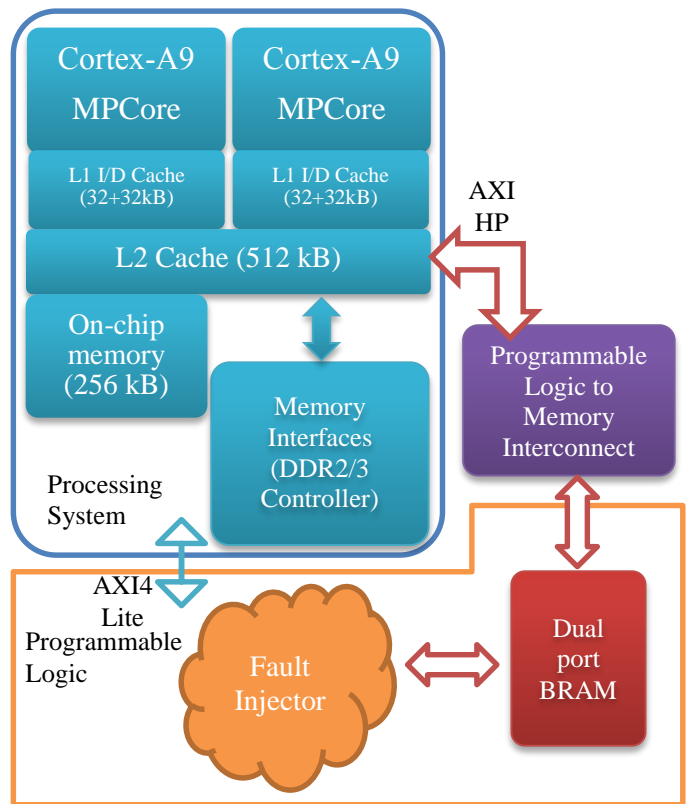 Cortex-A9
MPCore
Cortex-A9
MPCore
L1 I/D Cache
(32+32kB)
L1 I/D Cache
(32+32kB)
AXI
HP
L2 Cache (512 kB)
On-chip
memory
(256 kB)
Programmable
Logic to
Memory
Interconnect
Memory
Interfaces
(DDR2/3
Controller)
Processing
System
AXI4
Lite
Programmable
Logic
Fault
Injector
Dual
port
BRAM